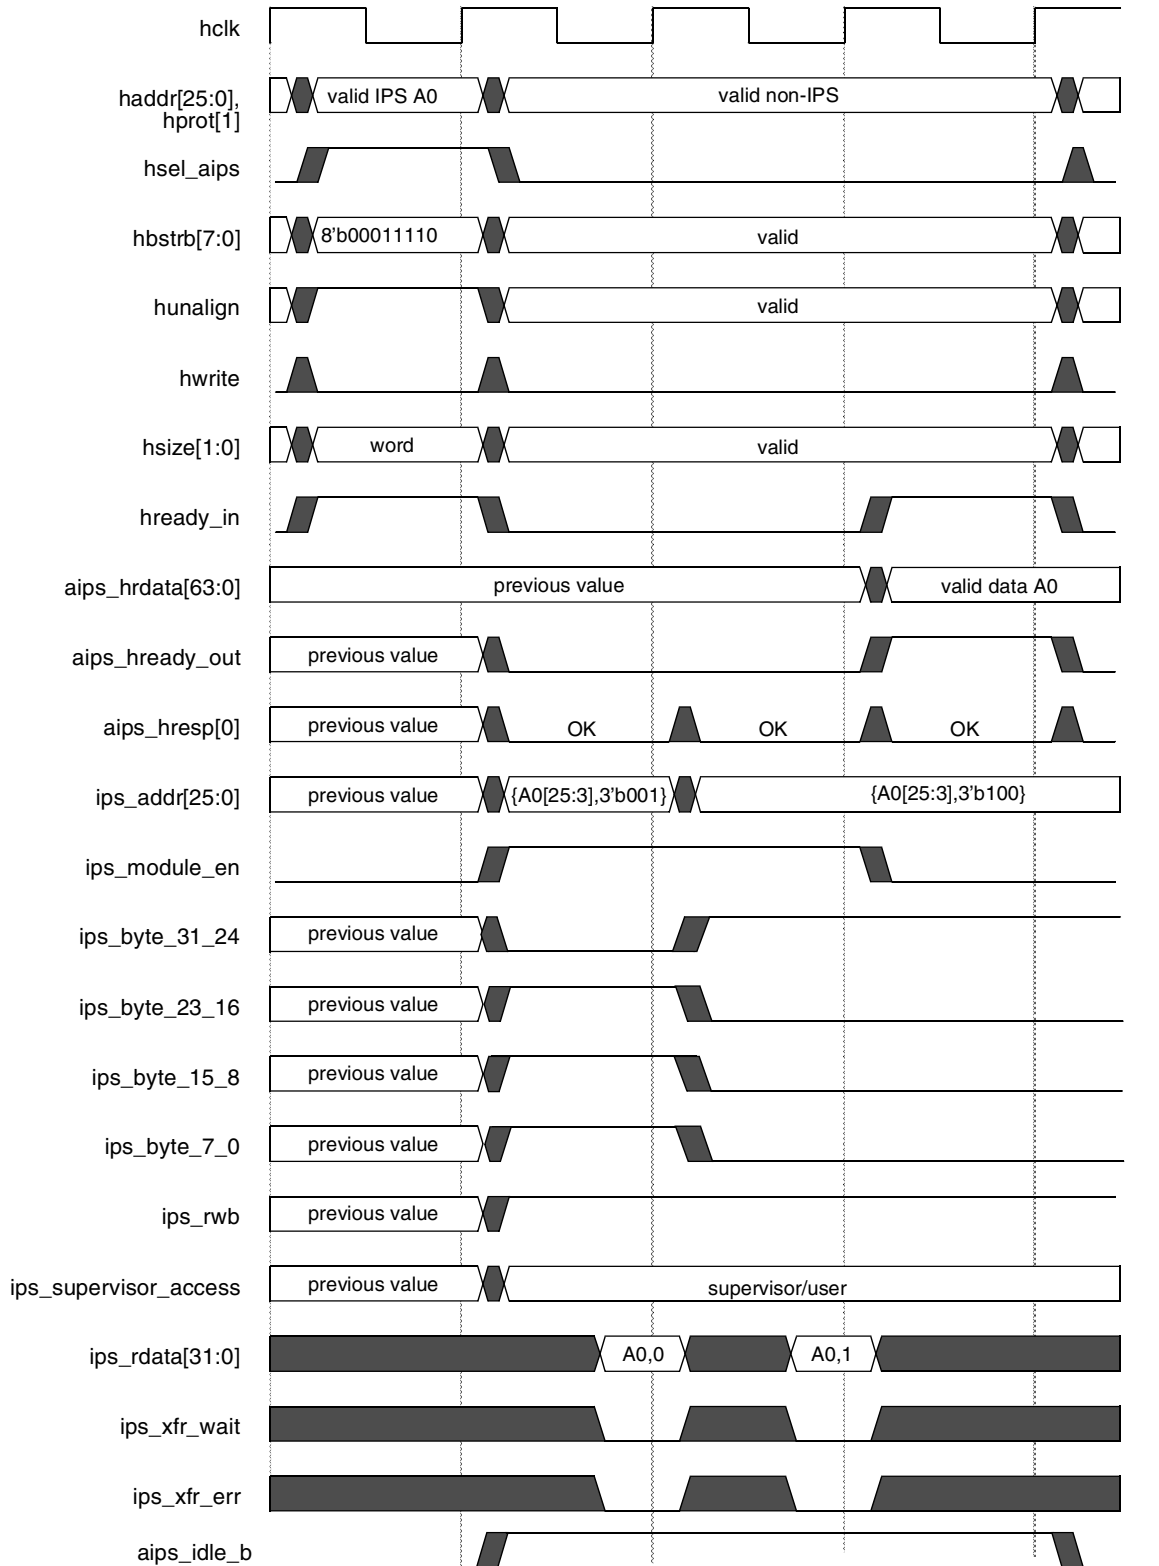 hclk
haddr[25:0],
hprot[1]
valid IPS A0
valid non-IPS
hsel_aips
hbstrb[7:0]
8’b00011110
valid
hunalign
valid
hwrite
hsize[1:0]
word
valid
hready_in
aips_hrdata[63:0]
previous value
valid data A0
aips_hready_out
previous value
aips_hresp[0]
previous value
OK
OK
OK
ips_addr[25:0]
previous value
{A0[25:3],3’b001}
{A0[25:3],3’b100}
ips_module_en
ips_byte_31_24
previous value
ips_byte_23_16
previous value
ips_byte_15_8
previous value
ips_byte_7_0
previous value
ips_rwb
previous value
ips_supervisor_access
previous value
supervisor/user
ips_rdata[31:0]
A0,0
A0,1
ips_xfr_wait
ips_xfr_err
aips_idle_b